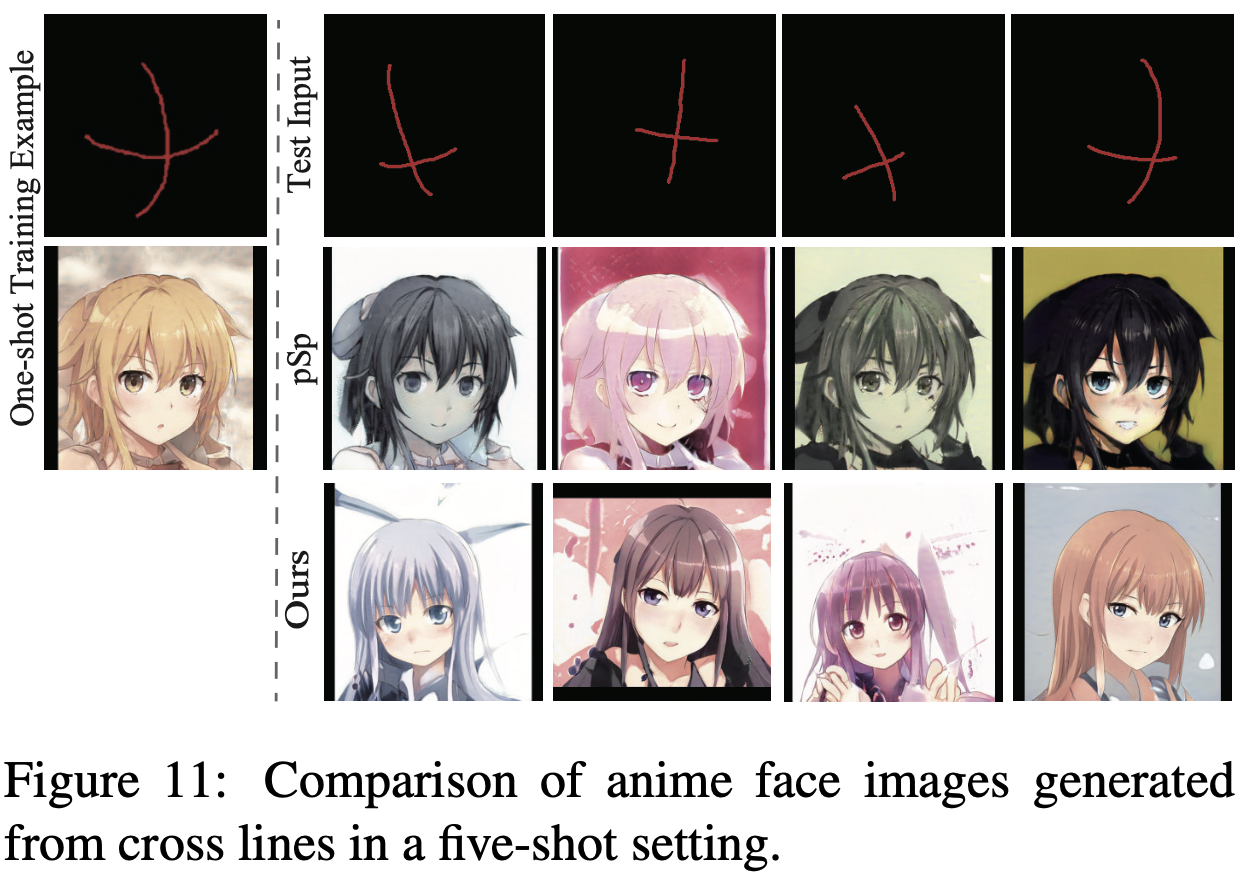 One-shot Training Example
Test Input
pSp
Ours
Figure 11: Comparison of anime face images generated
from cross lines in a five-shot setting.